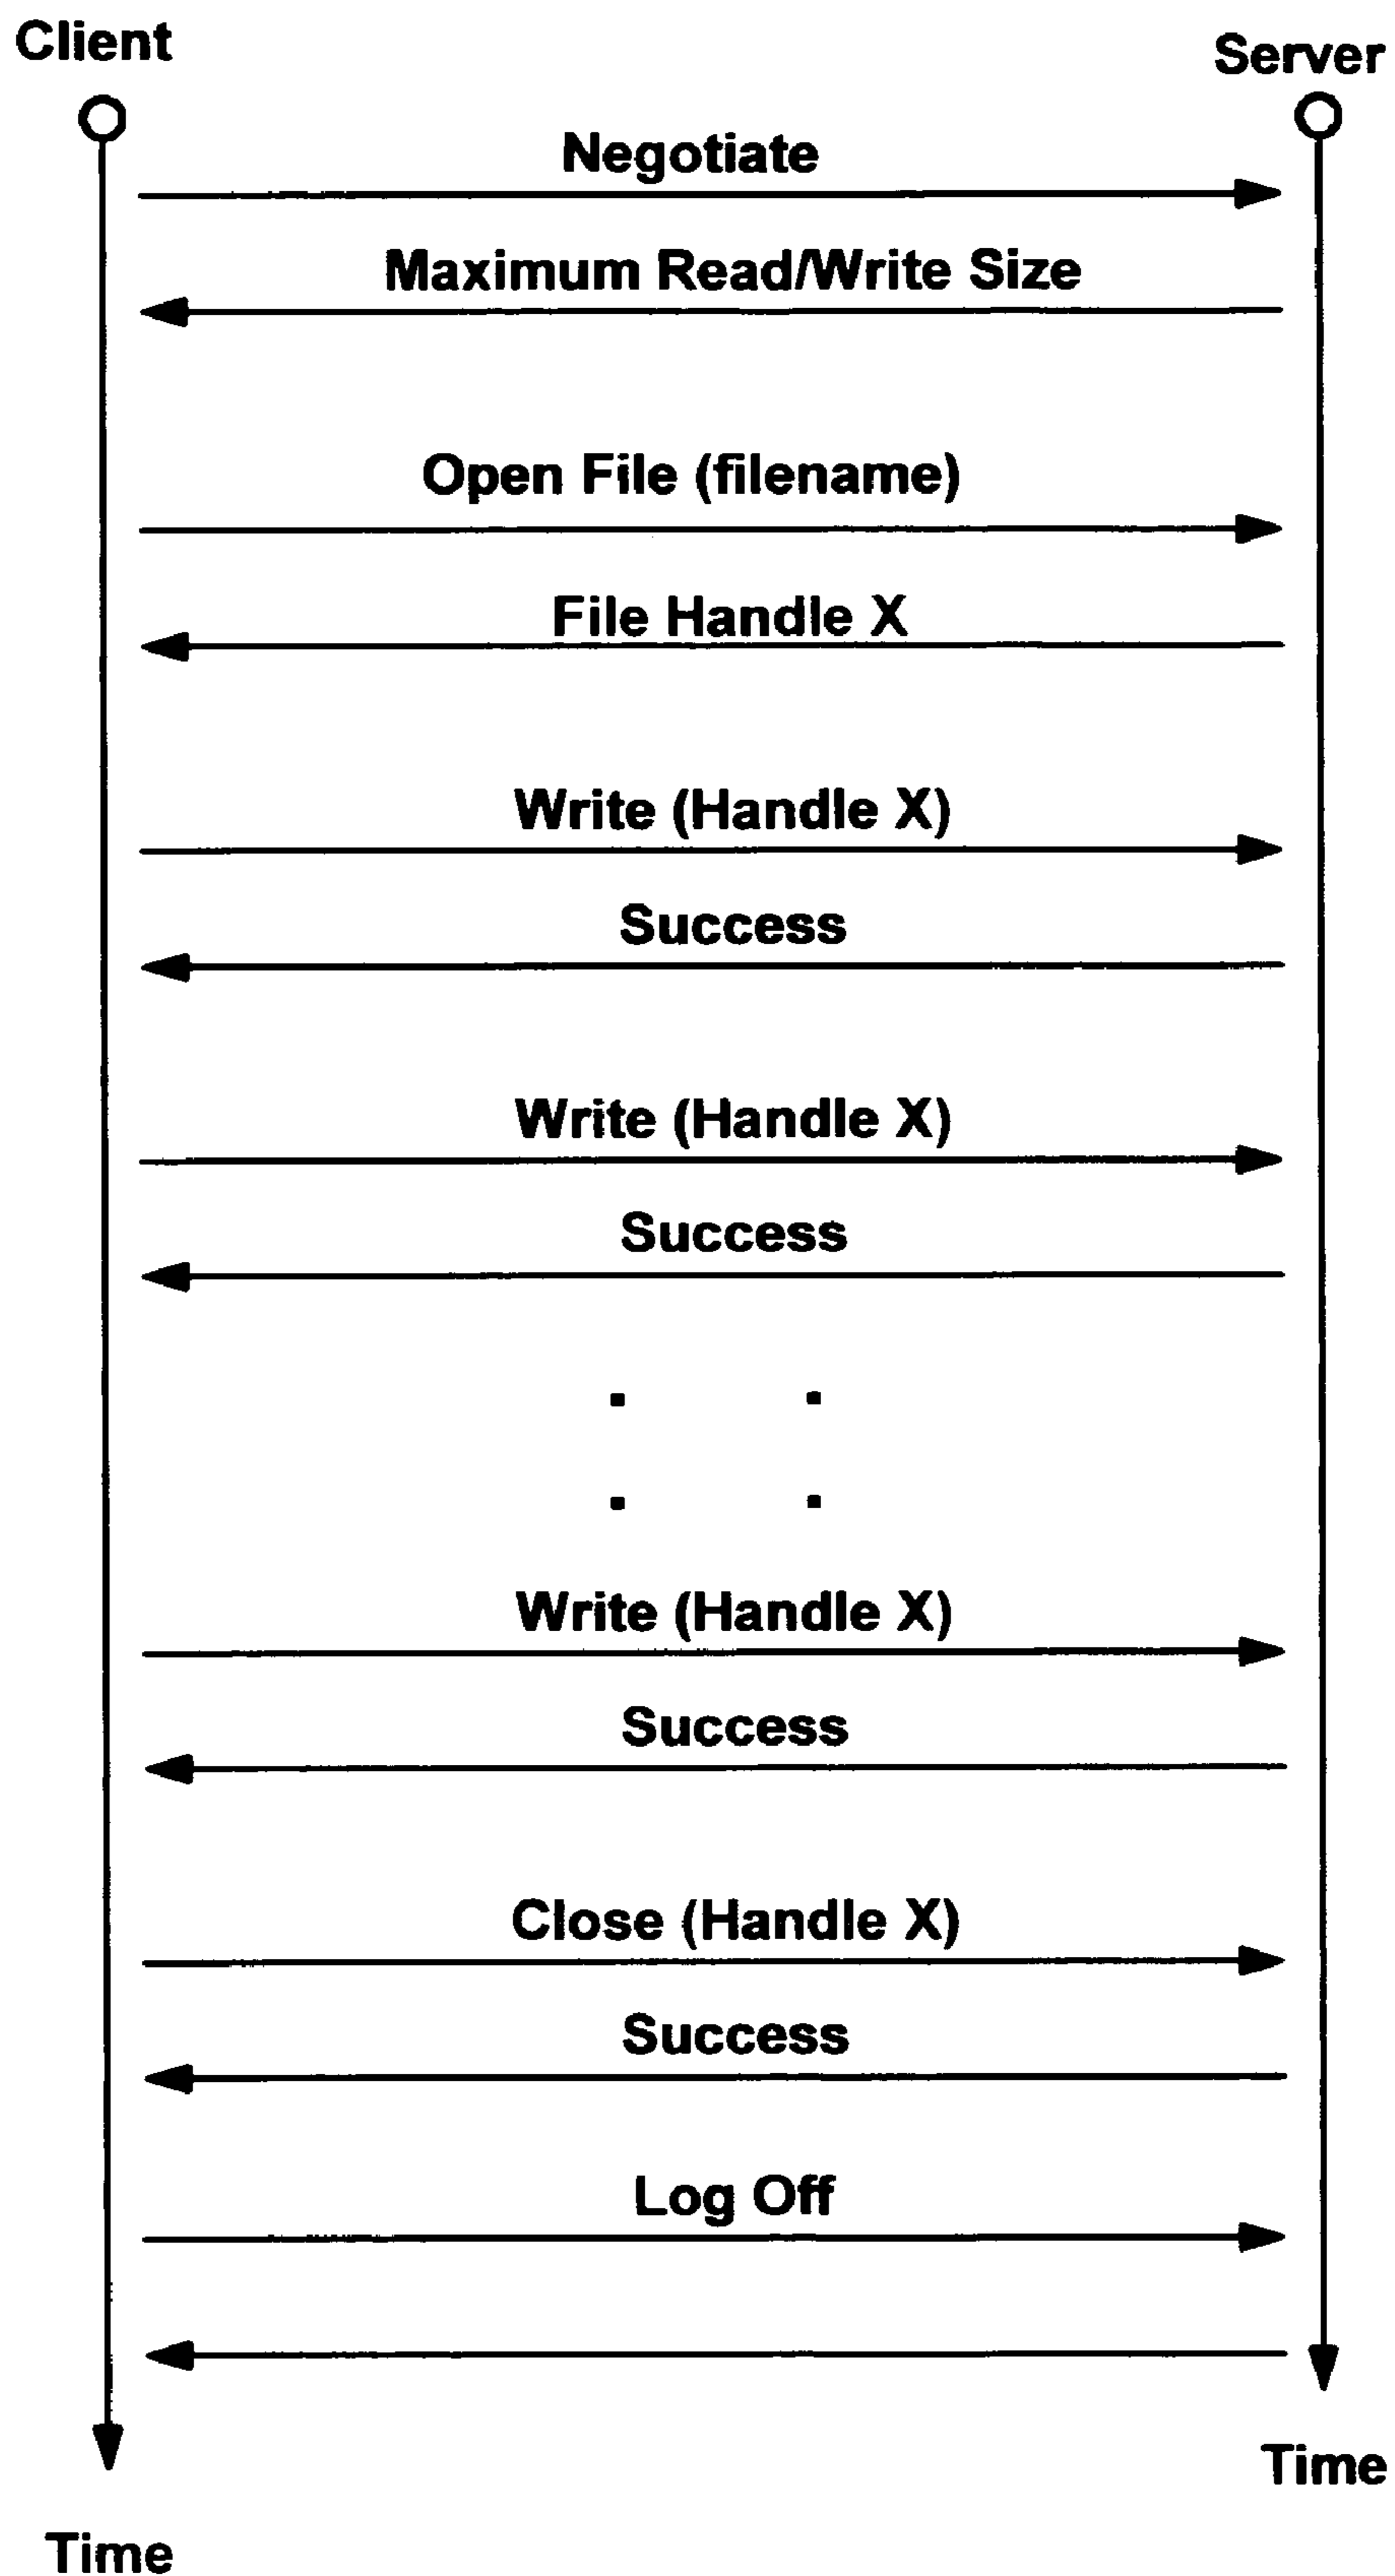 Client
Server
Negotiate
Maximum Read/Write Size
Open File (filename)
File Handle X
Write (Handle X)
Success
Write (Handle X)
Success
Write (Handle X)
Success
Close (Handle X)
Success
Log Off
Time
Time